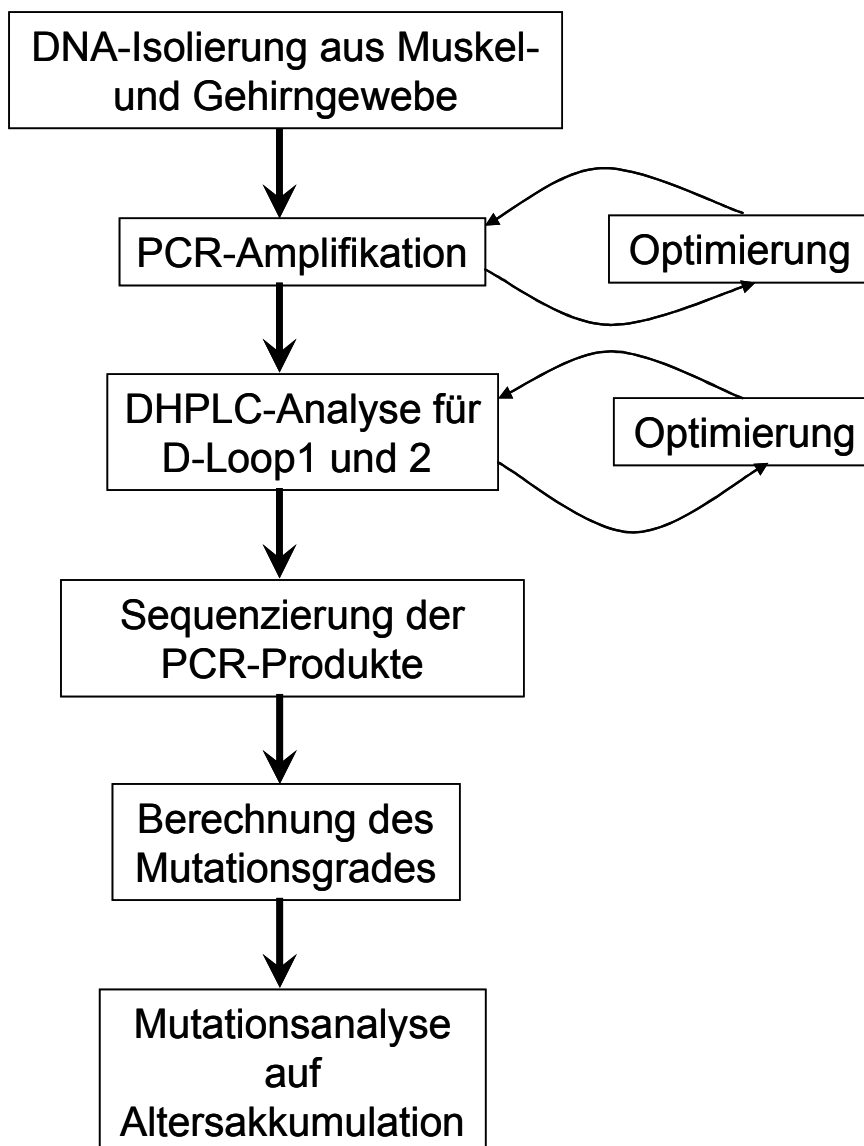 DNA-Isolierung aus Muskel-
und Gehirngewebe
PCR-Amplifikation
Optimierung
DHPLC-Analyse für
D-Loop1 und 2
Optimierung
Sequenzierung der
PCR-Produkte
Berechnung des
Mutationsgrades
Mutationsanalyse
auf
Altersakkumulation